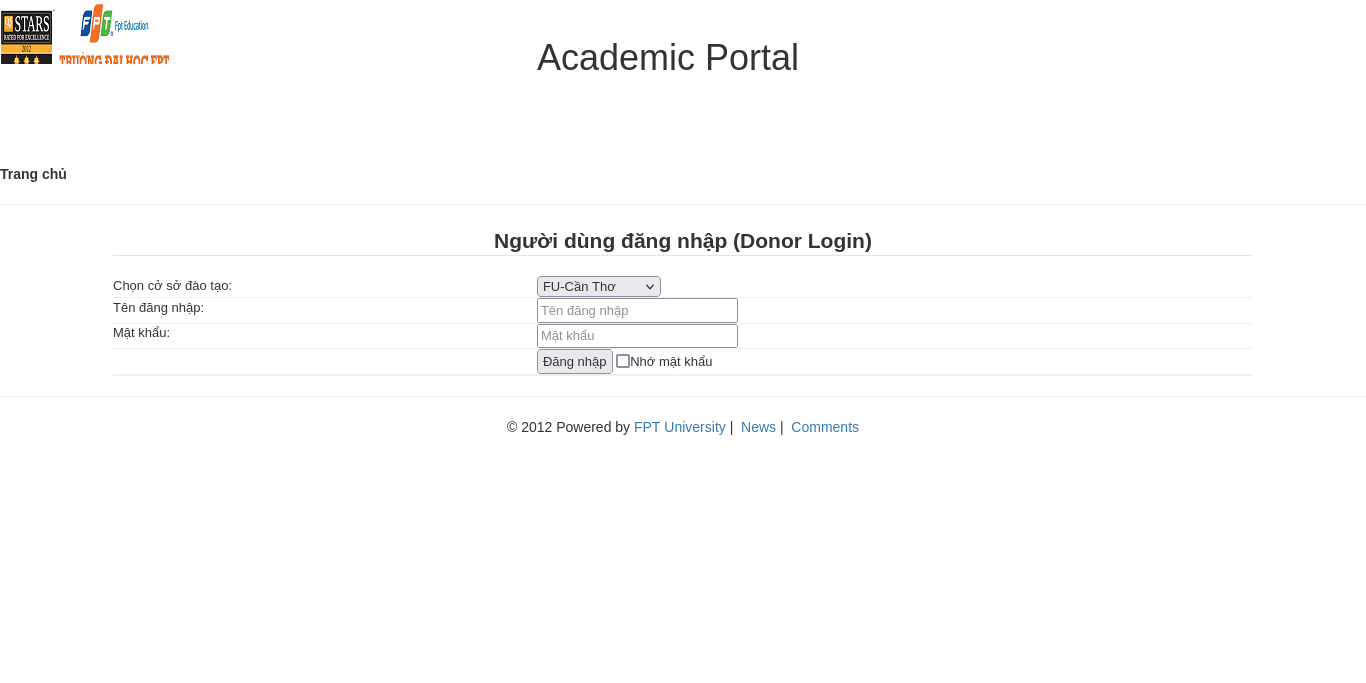 STARS
RATED FOR EXCELLENCE
2012
FPT Fpt Education
TRƯỜNG ĐẠI HỌC FPT
Academic Portal
Trang chủ
Người dùng đăng nhập (Donor Login)
Chọn cở sở đào tạo: FU-Cần Thơ
Tên đăng nhập: Tên đăng nhập
Mật khẩu: Mật khẩu
Đăng nhập Nhớ mật khẩu
© 2012 Powered by FPT University | News | Comments